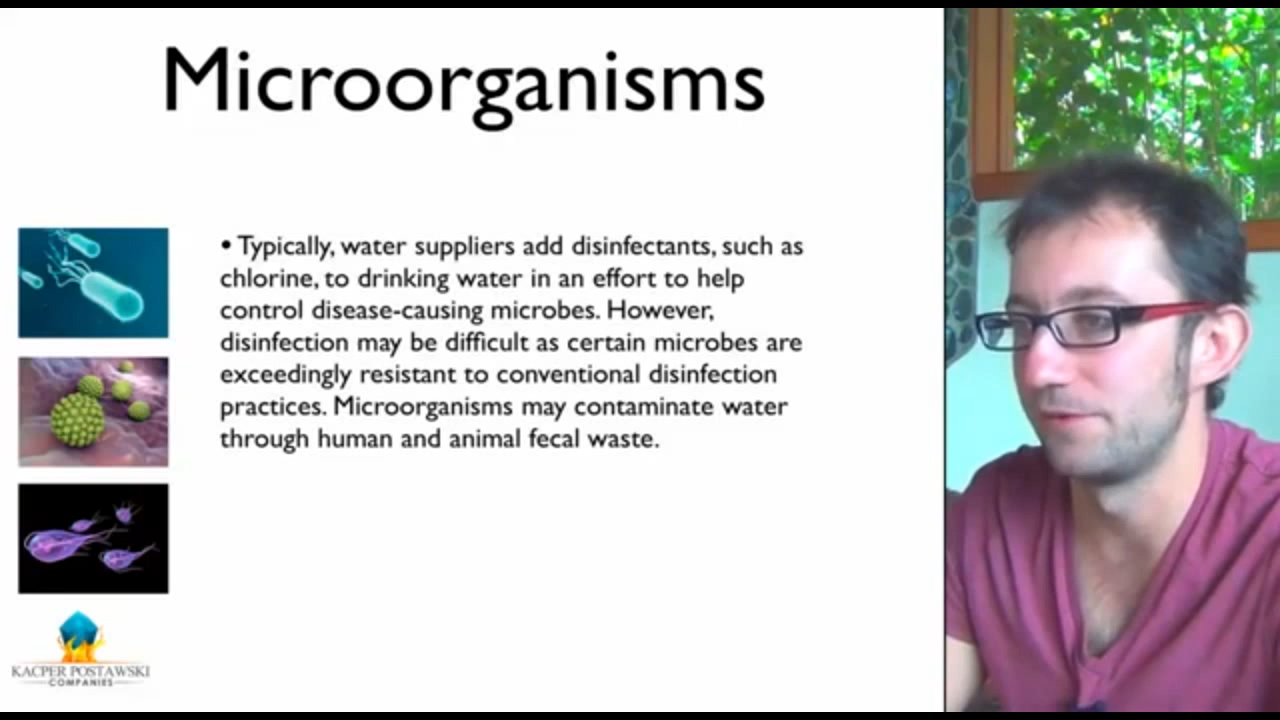 Microorganisms
• Typically, water suppliers add disinfectants, such as
chlorine, to drinking water in an effort to help
control disease-causing microbes. However,
disinfection may be difficult as certain microbes are
exceedingly resistant to conventional disinfection
practices. Microorganisms may contaminate water
through human and animal fecal waste.
KACPER POSTAWSKI
COMPANIES